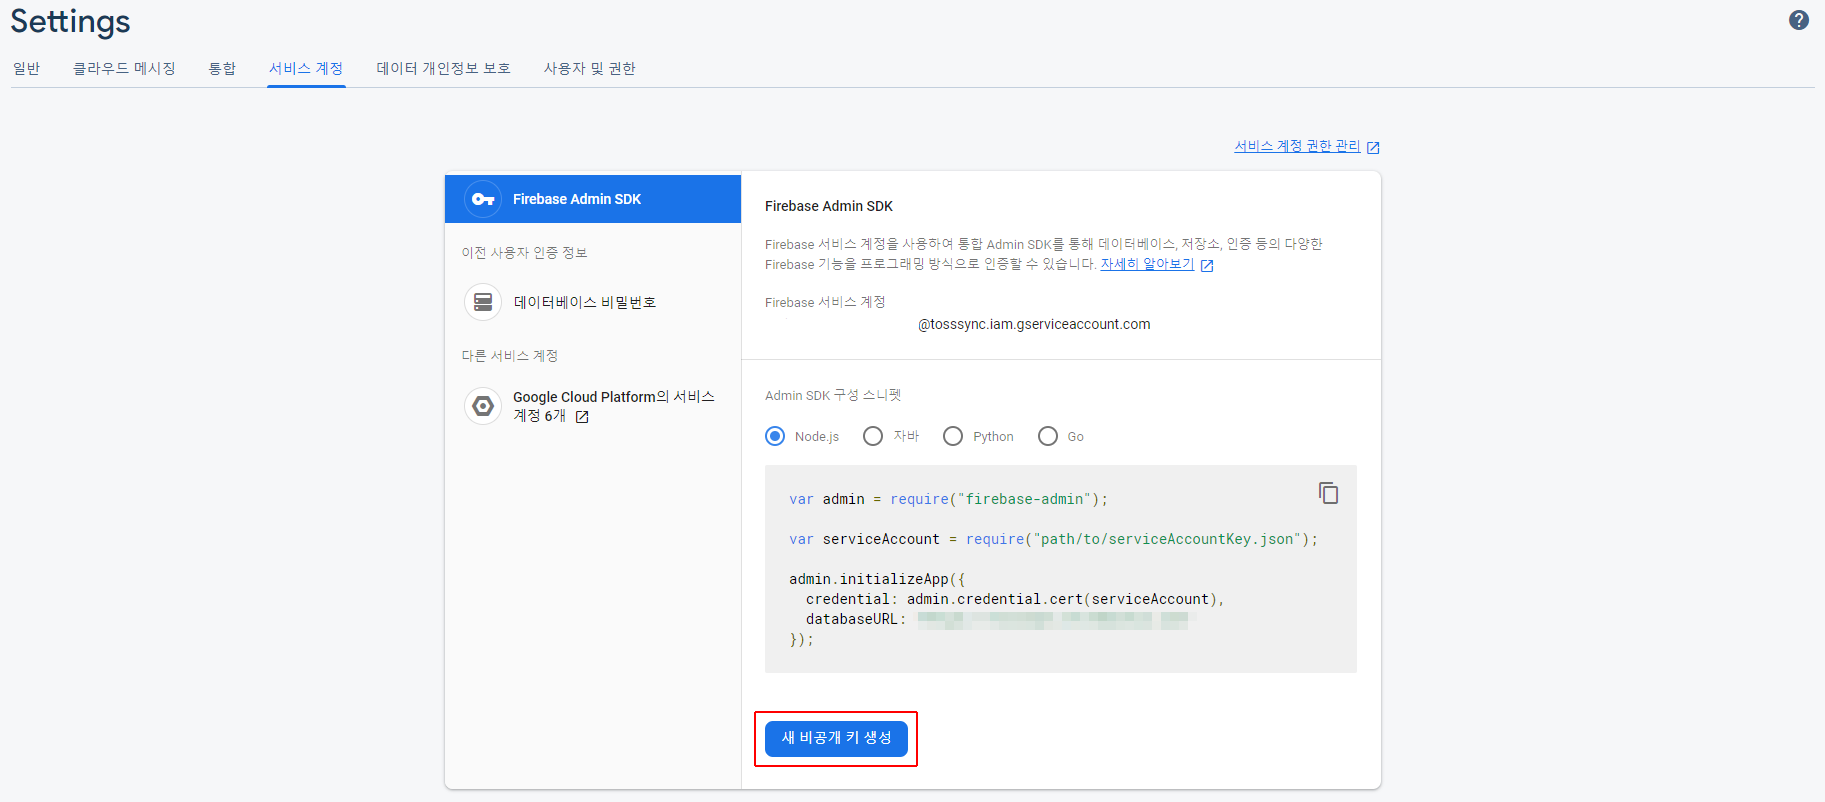 Settings
일반 클라우드 메시징 통합 서비스 계정 데이터 개인정보 보호 사용자 및 권한
서비스 계정 권한 관리
Firebase Admin SDK
이전 사용자 인증 정보
데이터베이스 비밀번호
다른 서비스 계정
Google Cloud Platform의 서비스
계정 6개
Firebase Admin SDK
Firebase 서비스 계정을 사용하여 통합 Admin SDK를 통해 데이터베이스, 저장소, 인증 등의 다양한
Firebase 기능을 프로그래밍 방식으로 인증할 수 있습니다. 자세히 알아보기
Firebase 서비스 계정
@tosssync.iam.gserviceaccount.com
Admin SDK 구성 스니펫
Node.js 자바 Python Go
var admin = require("firebase-admin");
var serviceAccount = require("path/to/serviceAccountKey.json");
admin.initializeApp({
credential: admin.credential.cert(serviceAccount),
databaseURL:
});
새 비공개 키 생성